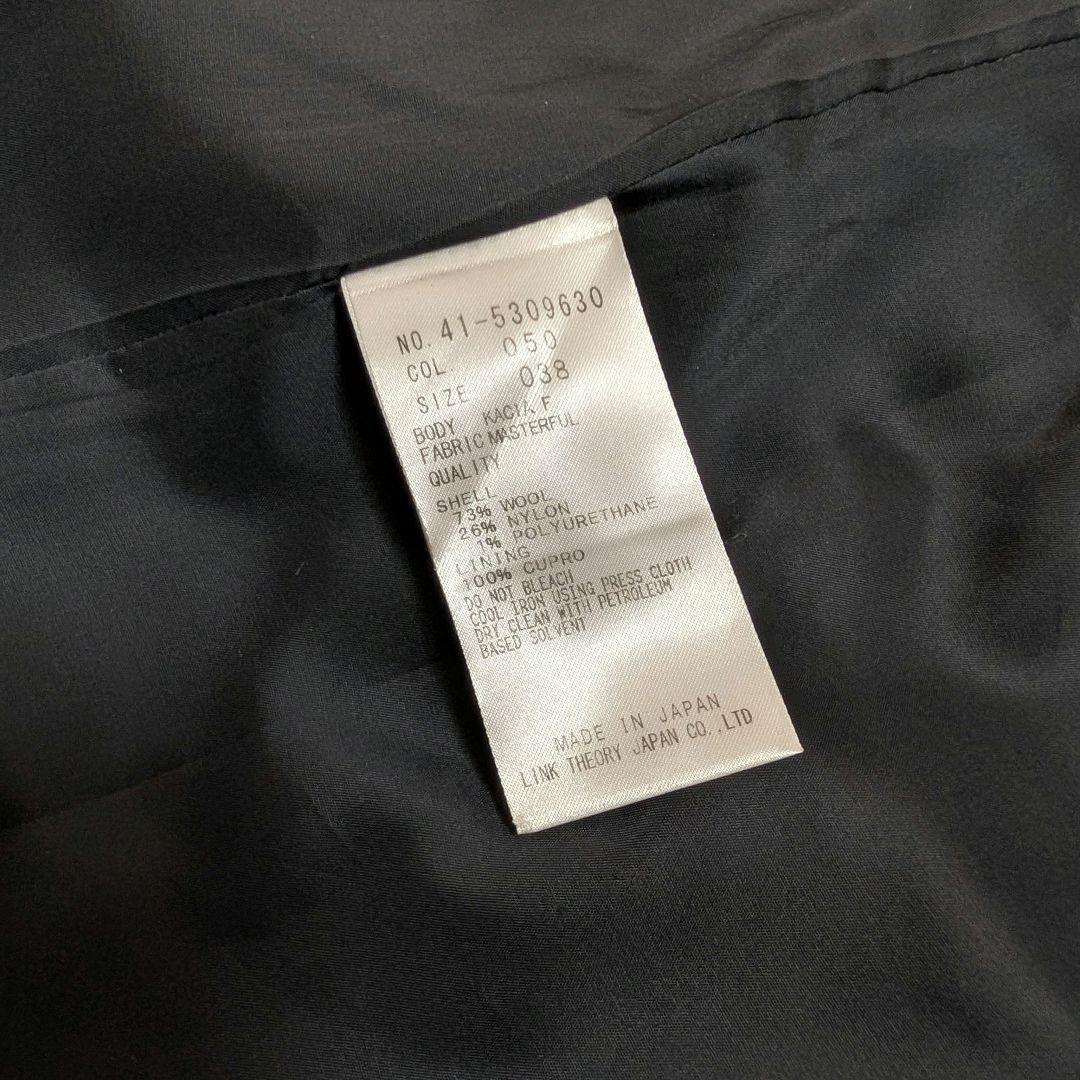 NO. 41-5309630
COL. 050
SIZE 038
BODY KACIA F
FABRIC MASTERFUL
QUALITY
SHELL
73% WOOL
26% NYLON
1% POLYURETHANE
LINING
100% CUPRO
DO NOT BLEACH
COOL IRON USING PRESS CLOTH
DRY CLEAN WITH PETROLEUM
BASED SOLVENT
MADE IN JAPAN
LINK THEORY JAPAN CO.,LTD